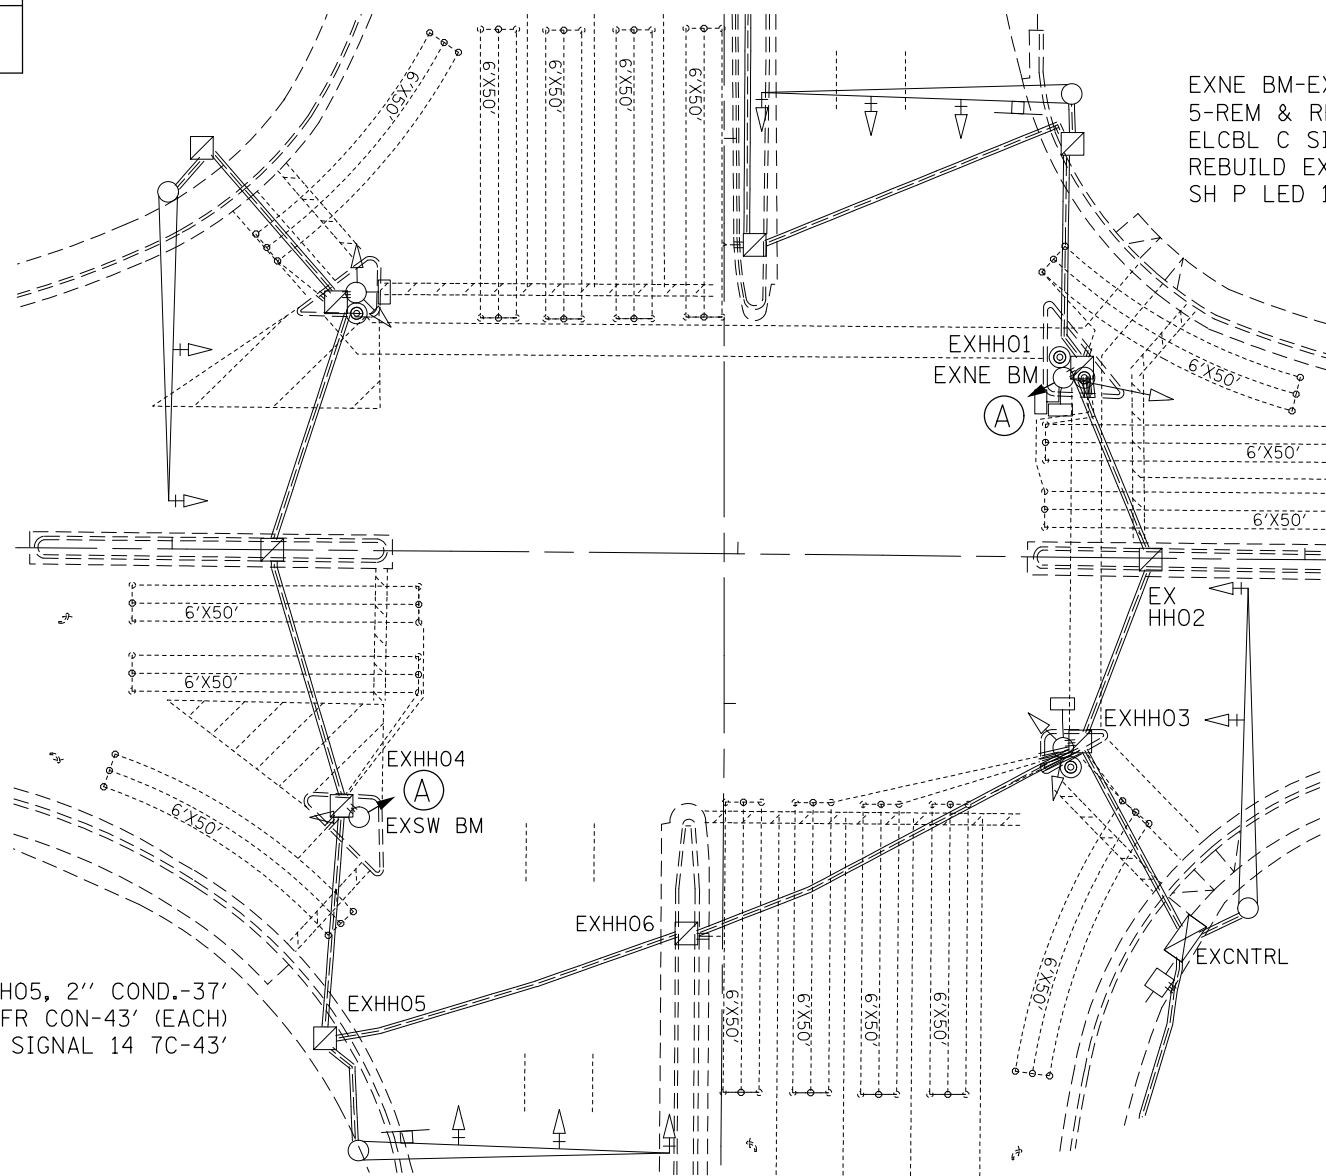 6'X50'
6'X50'
6'X50'
6'X50'
6'X50'
EXNE BM-EX
5-REM & R
ELCBL C SI
REBUILD EX
SH P LED 1
EXHH01
EXNE BM
A
6'X50'
6'X50'
6'X50'
6'X50'
6'X50'
EX
HH02
EXHH03
EXHH04
A
EXSW BM
6'X50'
EXHH06
EXCNTRL
6'X50'
6'X50'
6'X50'
6'X50'
6'X50'
EXHH05
H05, 2'' COND.-37'
FR CON-43' (EACH)
SIGNAL 14 7C-43'